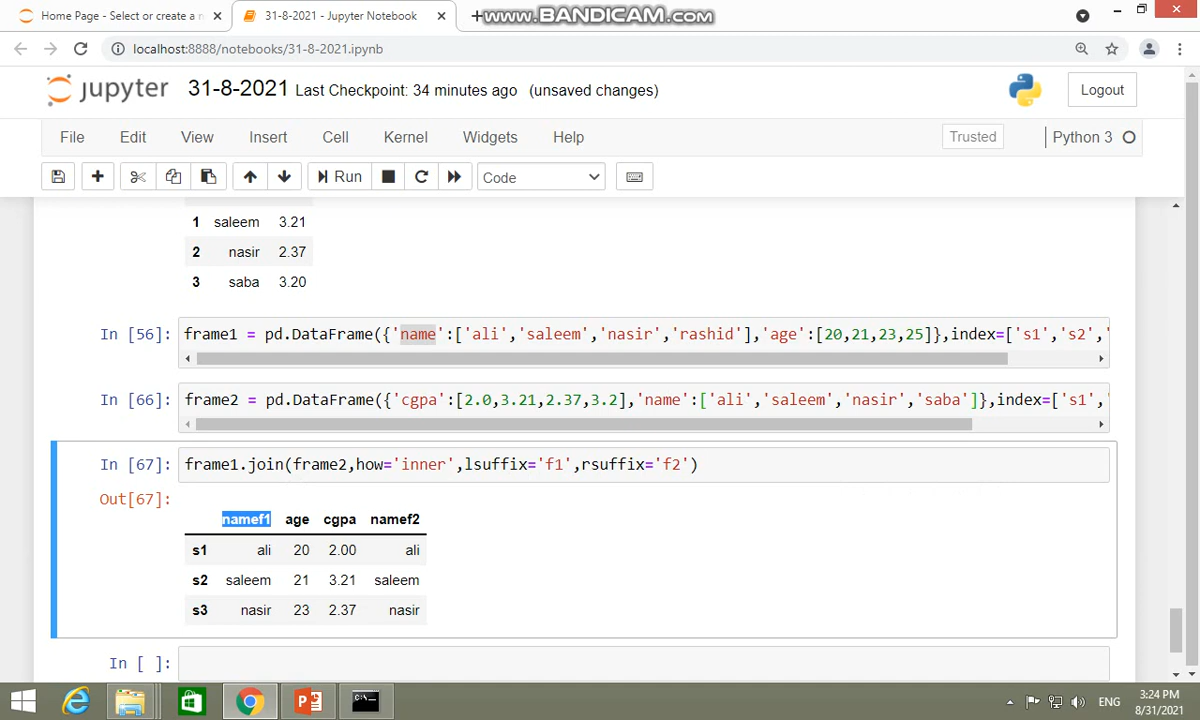 Home Page - Select or create a n
31-8-2021 - Jupyter Notebook
www.BANDICAM.com
localhost:8888/notebooks/31-8-2021.ipynb
jupyter 31-8-2021 Last Checkpoint: 34 minutes ago (unsaved changes)
Logout
File Edit View Insert Cell Kernel Widgets Help
Trusted
Python 3
Run
Code
1 saleem 3.21
2 nasir 2.37
3 saba 3.20
In [56]: frame1 = pd.DataFrame({'name':['ali','saleem','nasir','rashid'],'age':[20,21,23,25]},index=['s1','s2','
In [66]: frame2 = pd.DataFrame({'cgpa':[2.0,3.21,2.37,3.2],'name':['ali','saleem','nasir','saba']},index=['s1','
In [67]: frame1.join(frame2,how='inner',lsuffix='f1',rsuffix='f2')
Out[67]:
namef1 age cgpa namef2
s1 ali 20 2.00 ali
s2 saleem 21 3.21 saleem
s3 nasir 23 2.37 nasir
In [ ]:
ENG
3:24 PM
8/31/2021